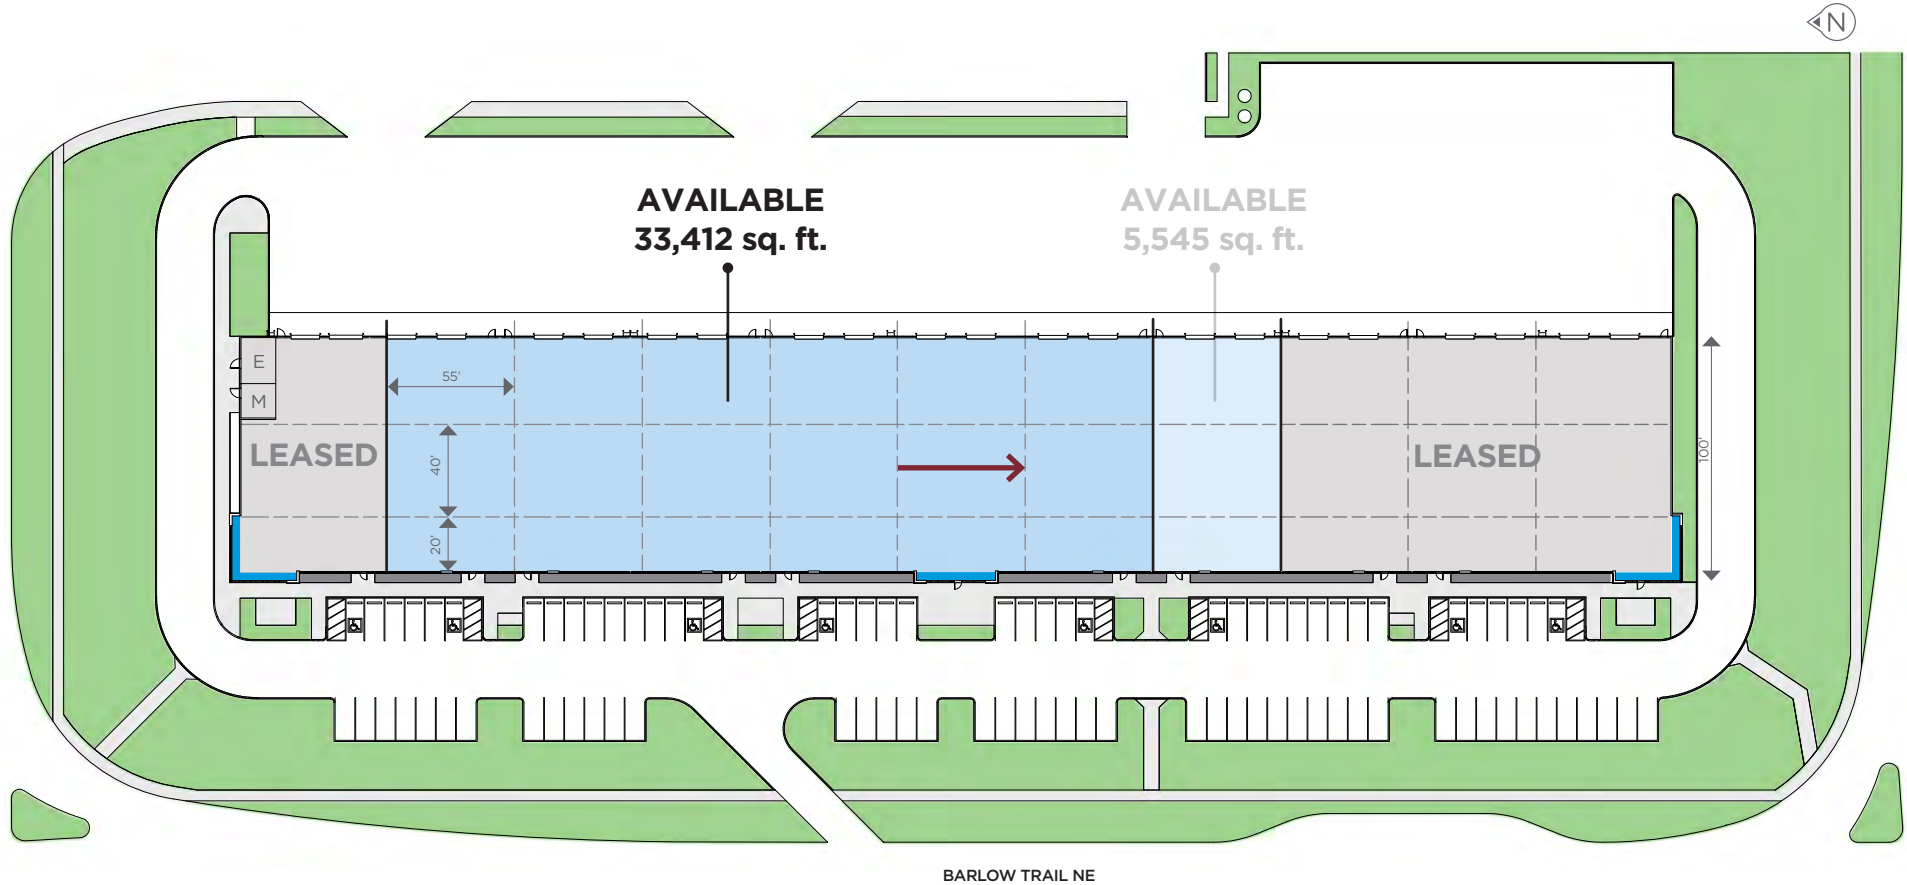 N
AVAILABLE
33,412 sq. ft.
AVAILABLE
5,545 sq. ft.
E
M
55'
40'
20'
100'
LEASED
LEASED
BARLOW TRAIL NE